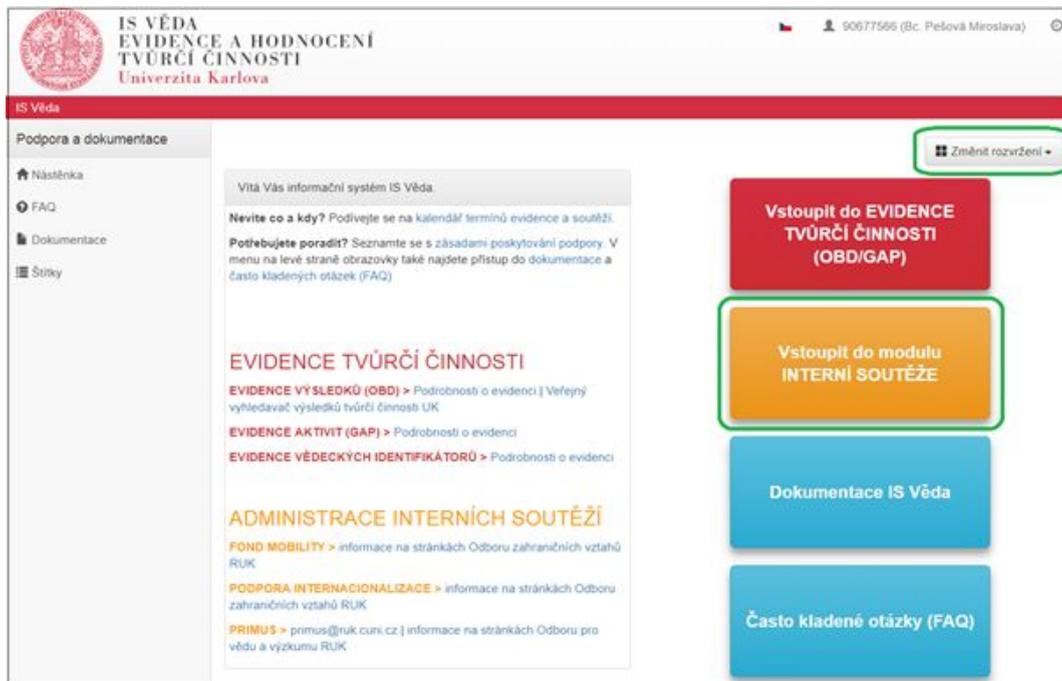 IS VĚDA
EVIDENCE A HODNOCENÍ
TVŮRČÍ ČINNOSTI
Univerzita Karlova
90677566 (Bc. Pešová Miroslava)
IS Věda
Podpora a dokumentace
Nástěnka
FAQ
Dokumentace
Štítky
Změnit rozvržení
Vítá Vás informační systém IS Věda.
Nevíte co a kdy? Podívejte se na kalendář termínů evidence a soutěží.
Potřebujete poradit? Seznamte se s zásadami poskytování podpory. V
menu na levé straně obrazovky také najdete přístup do dokumentace a
často kladených otázek (FAQ)
EVIDENCE TVŮRČÍ ČINNOSTI
EVIDENCE VÝSLEDKŮ (OBD) > Podrobnosti o evidenci | Veřejný
vyhledavač výsledků tvůrčí činnosti UK
EVIDENCE AKTIVIT (GAP) > Podrobnosti o evidenci
EVIDENCE VĚDECKÝCH IDENTIFIKÁTORŮ > Podrobnosti o evidenci
ADMINISTRACE INTERNÍCH SOUTĚŽÍ
FOND MOBILITY > informace na stránkách Odboru zahraničních vztahů
RUK
PODPORA INTERNACIONALIZACE > informace na stránkách Odboru
zahraničních vztahů RUK
PRIMUS > primus@ruk.cuni.cz | informace na stránkách Odboru pro
vědu a výzkumu RUK
Vstoupit do EVIDENCE
TVŮRČÍ ČINNOSTI
(OBD/GAP)
Vstoupit do modulu
INTERNÍ SOUTĚŽE
Dokumentace IS Věda
Často kladené otázky (FAQ)